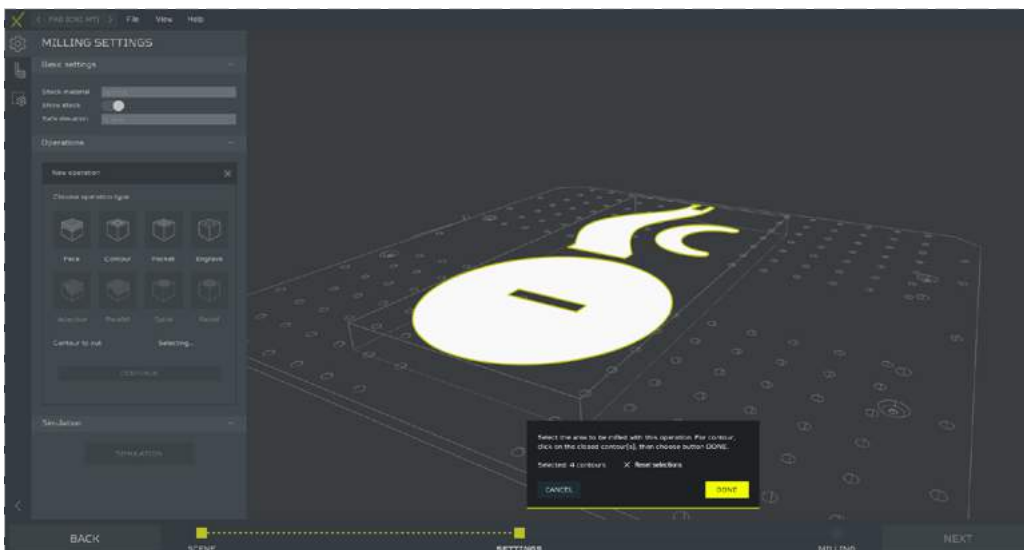 File View Help
MILLING SETTINGS
Basic settings
Stock material
Show stock
Safe elevation
Operations
New operation
Choose operation type
Face Contour Pocket Engrave
Parallel
Contour to cut Selecting...
CONTINUE
Simulation
SIMULATION
Select the area to be milled with this operation. For contour,
click on the closed contour(s), then choose button DONE.
Selected: 4 contours X Reset selections
CANCEL DONE
BACK SCENE SETTINGS MILLING NEXT